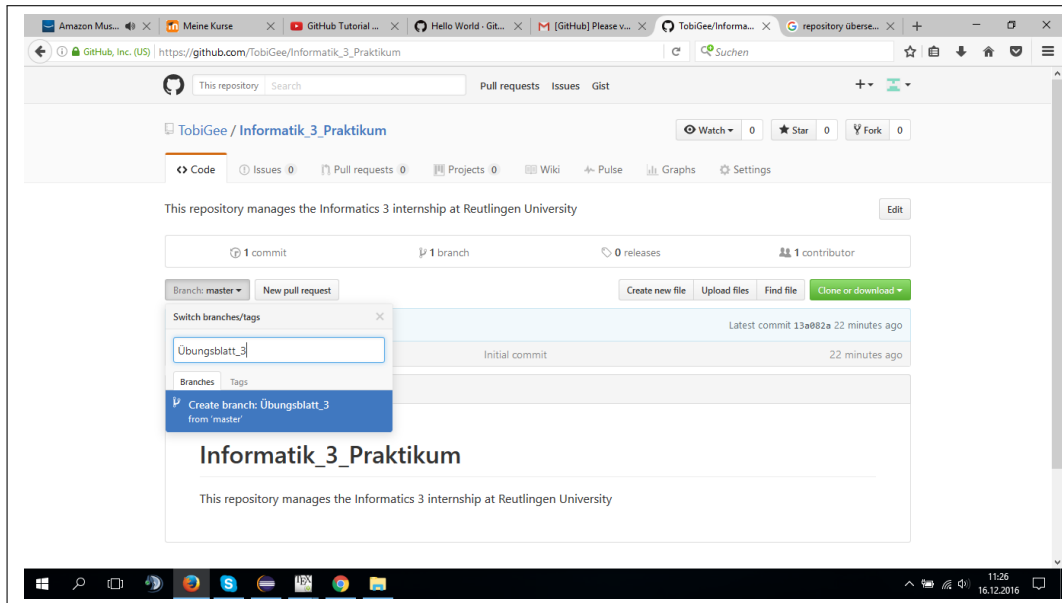 Amazon Mus... Meine Kurse GitHub Tutorial ... Hello World · Git... [GitHub] Please v... TobiGee/Informa... repository überse...
GitHub, Inc. (US) https://github.com/TobiGee/Informatik_3_Praktikum Suchen
This repository Search Pull requests Issues Gist
TobiGee / Informatik_3_Praktikum Watch 0 Star 0 Fork 0
Code Issues 0 Pull requests 0 Projects 0 Wiki Pulse Graphs Settings
This repository manages the Informatics 3 internship at Reutlingen University Edit
1 commit 1 branch 0 releases 1 contributor
Branch: master New pull request Create new file Upload files Find file Clone or download
Switch branches/tags
Latest commit 13a082a 22 minutes ago
Übungsblatt_3
Initial commit 22 minutes ago
Branches Tags
Create branch: Übungsblatt_3
from 'master'
Informatik_3_Praktikum
This repository manages the Informatics 3 internship at Reutlingen University
11:26
16.12.2016